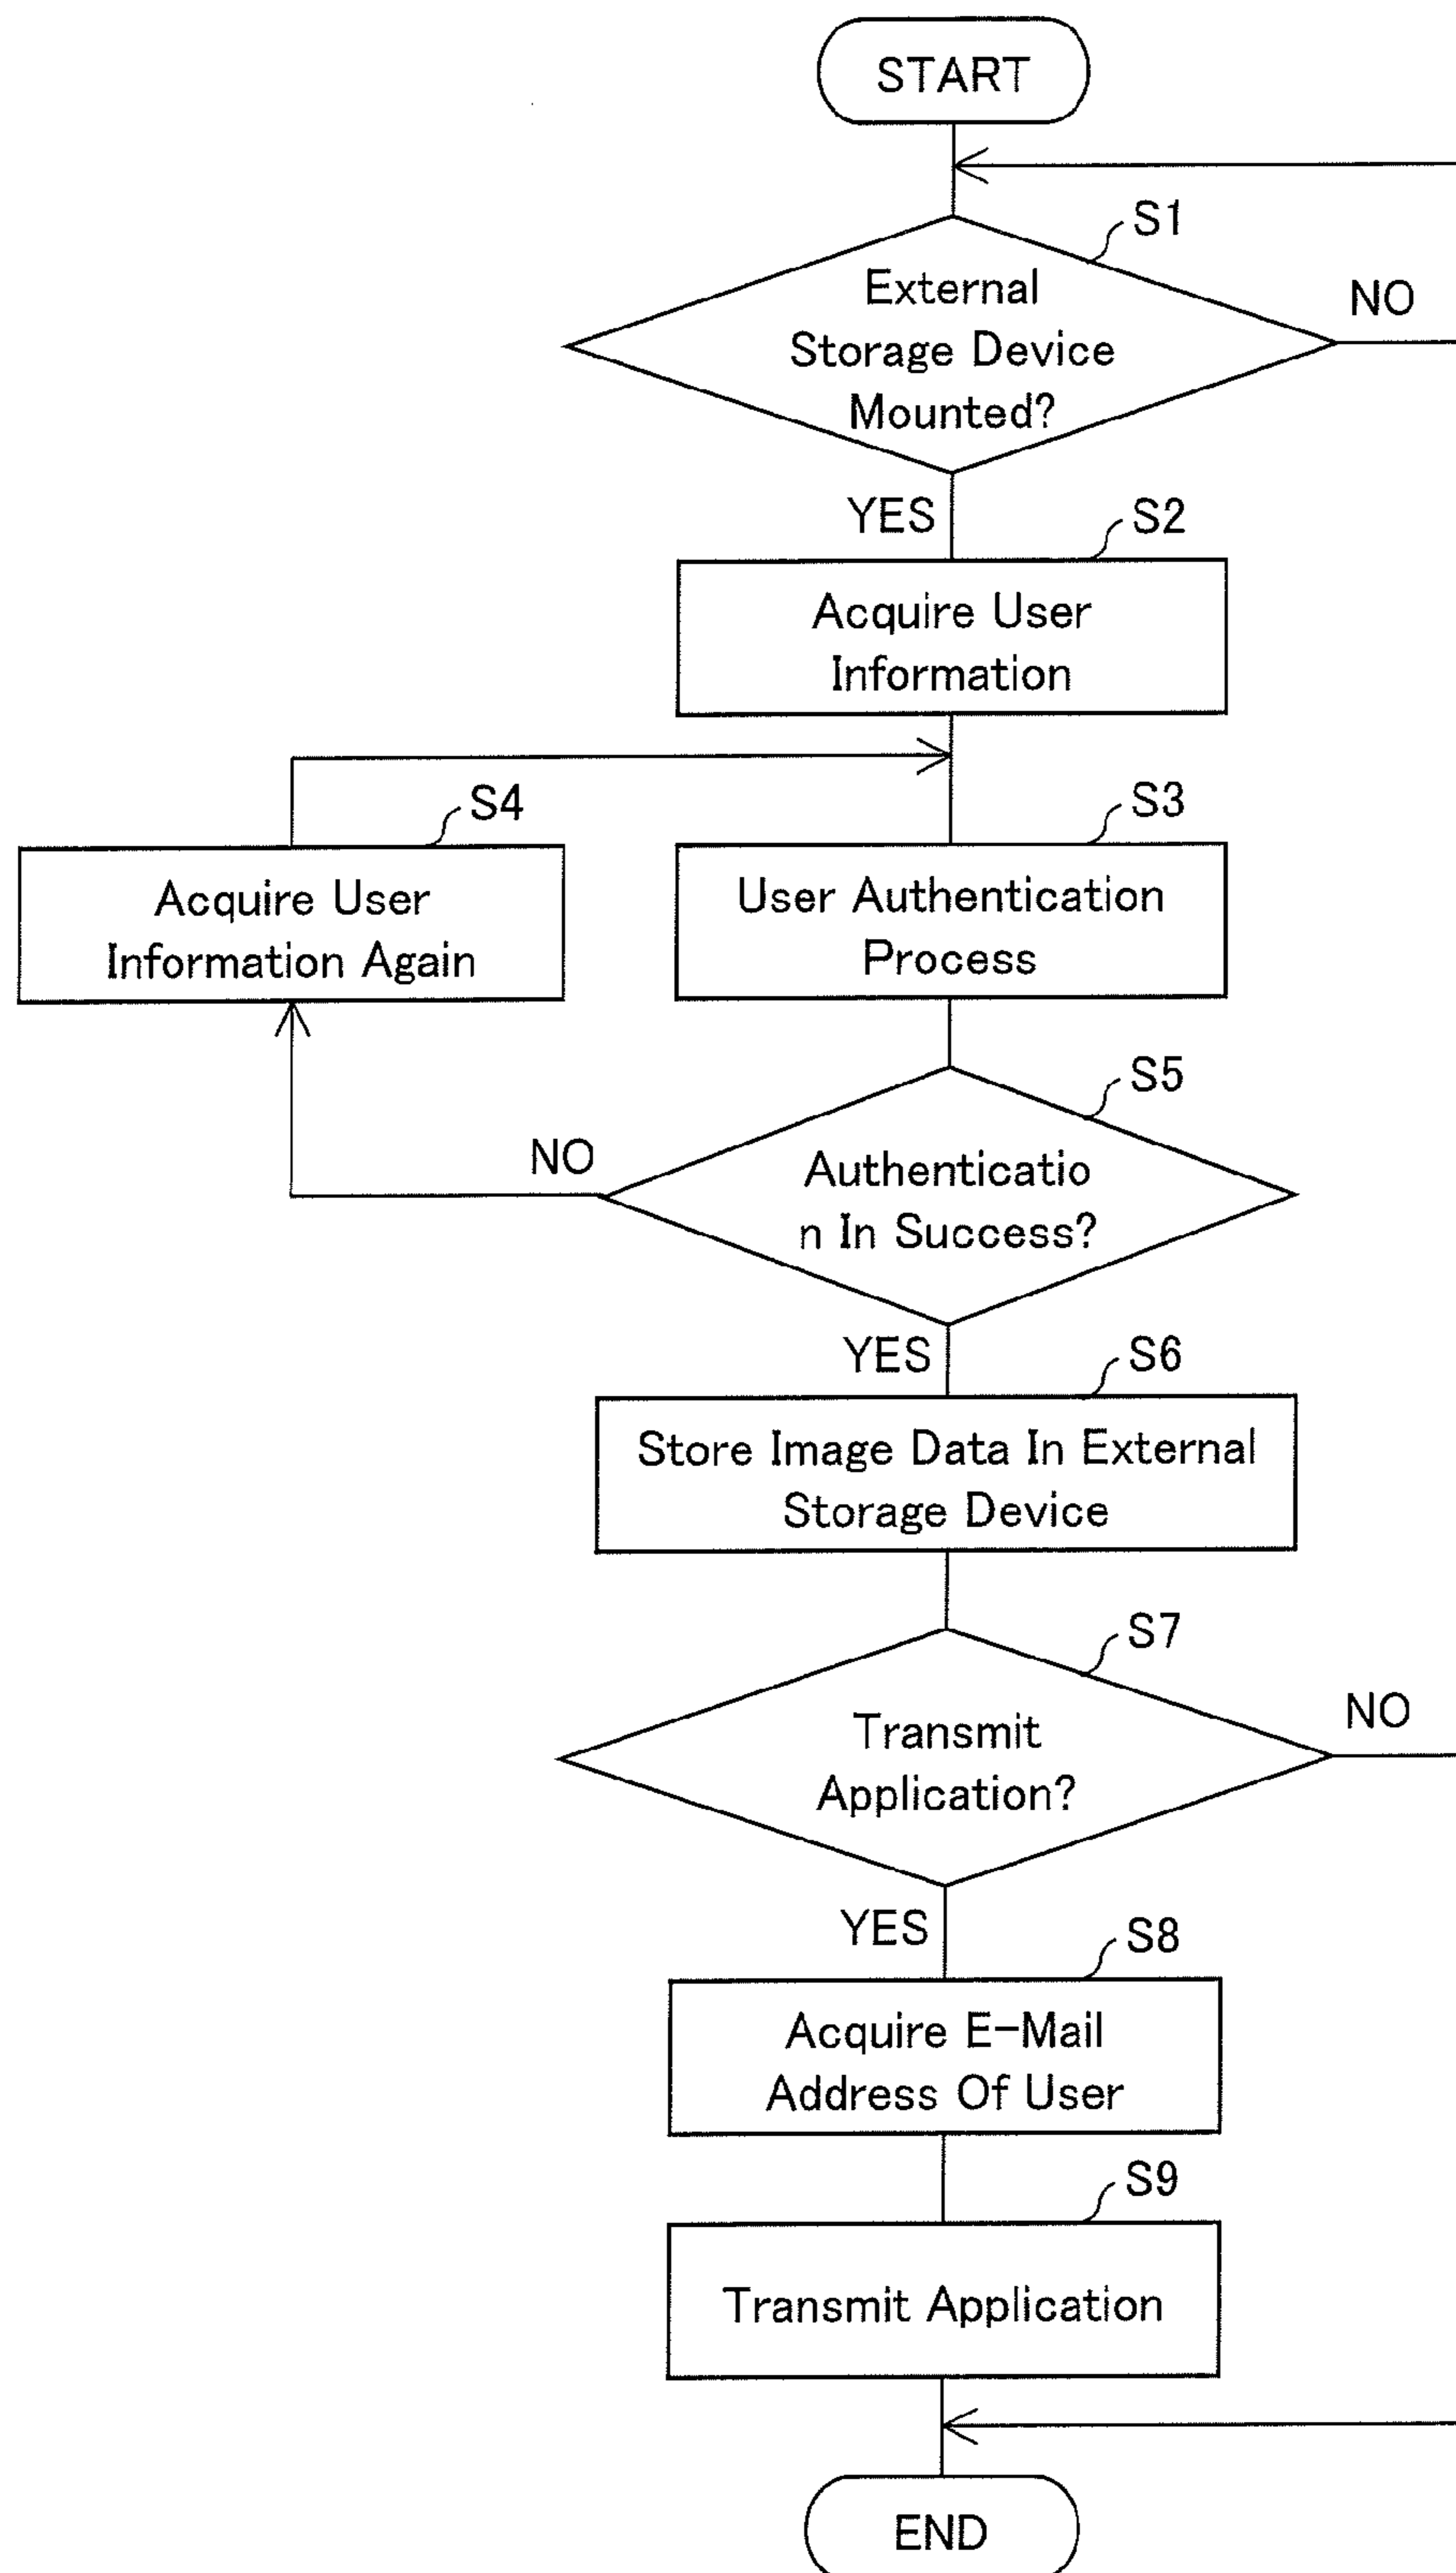 START
S1
External
Storage Device
Mounted?
NO
YES
S2
Acquire User
Information
S4
Acquire User
Information Again
S3
User Authentication
Process
S5
Authenticatio
n In Success?
NO
YES
S6
Store Image Data In External
Storage Device
S7
Transmit
Application?
NO
YES
S8
Acquire E-Mail
Address Of User
S9
Transmit Application
END